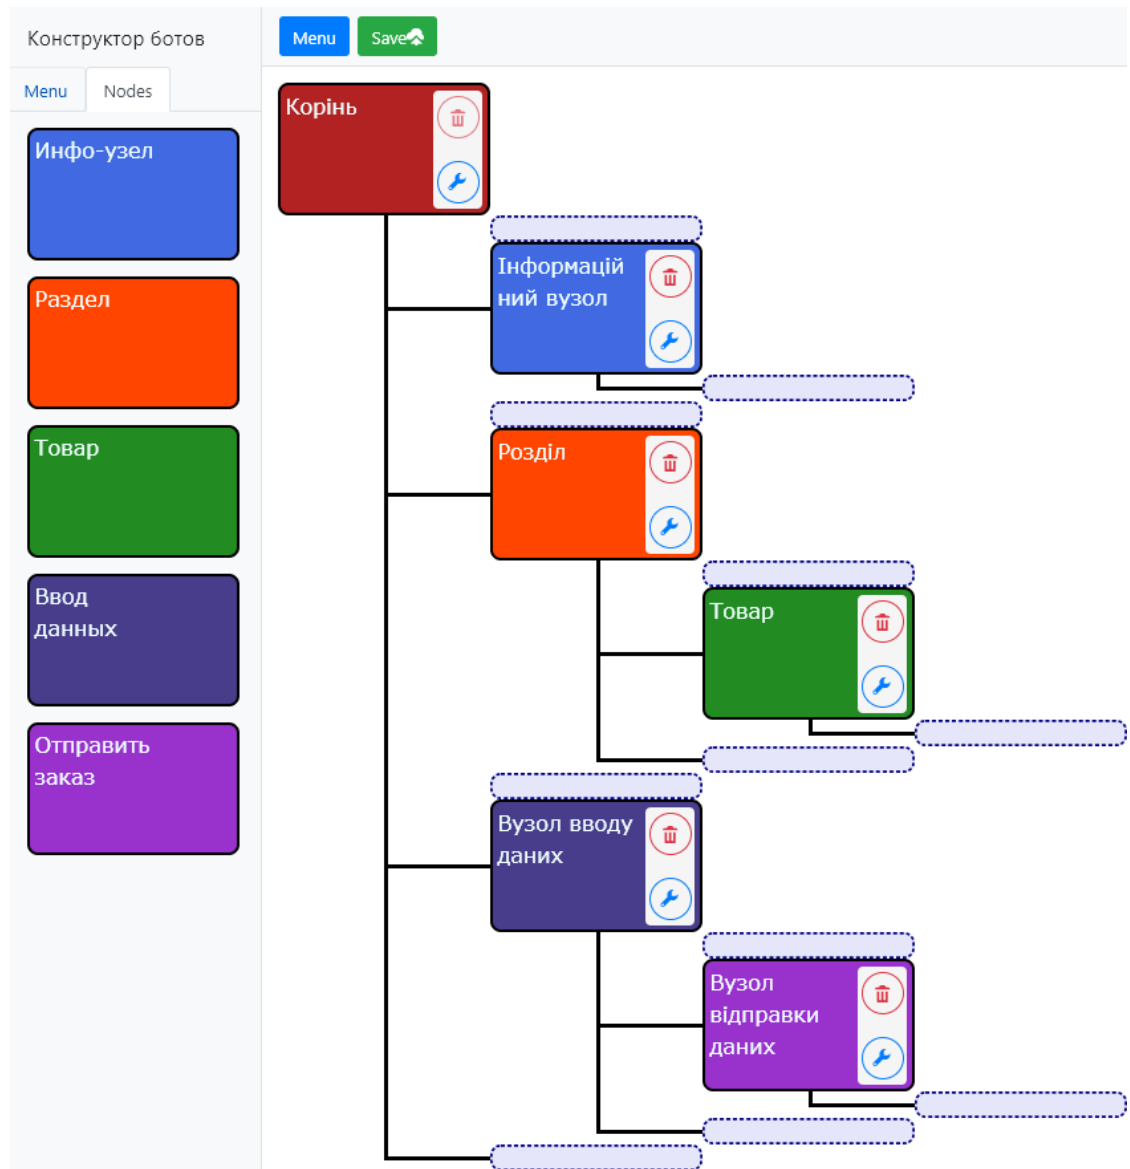 Конструктор ботов
Menu
Save
Menu
Nodes
Инфо-узел
Раздел
Товар
Ввод
данных
Отправить
заказ
Корінь
Інформацій
ний вузол
Розділ
Товар
Вузол вводу
даних
Вузол
відправки
даних